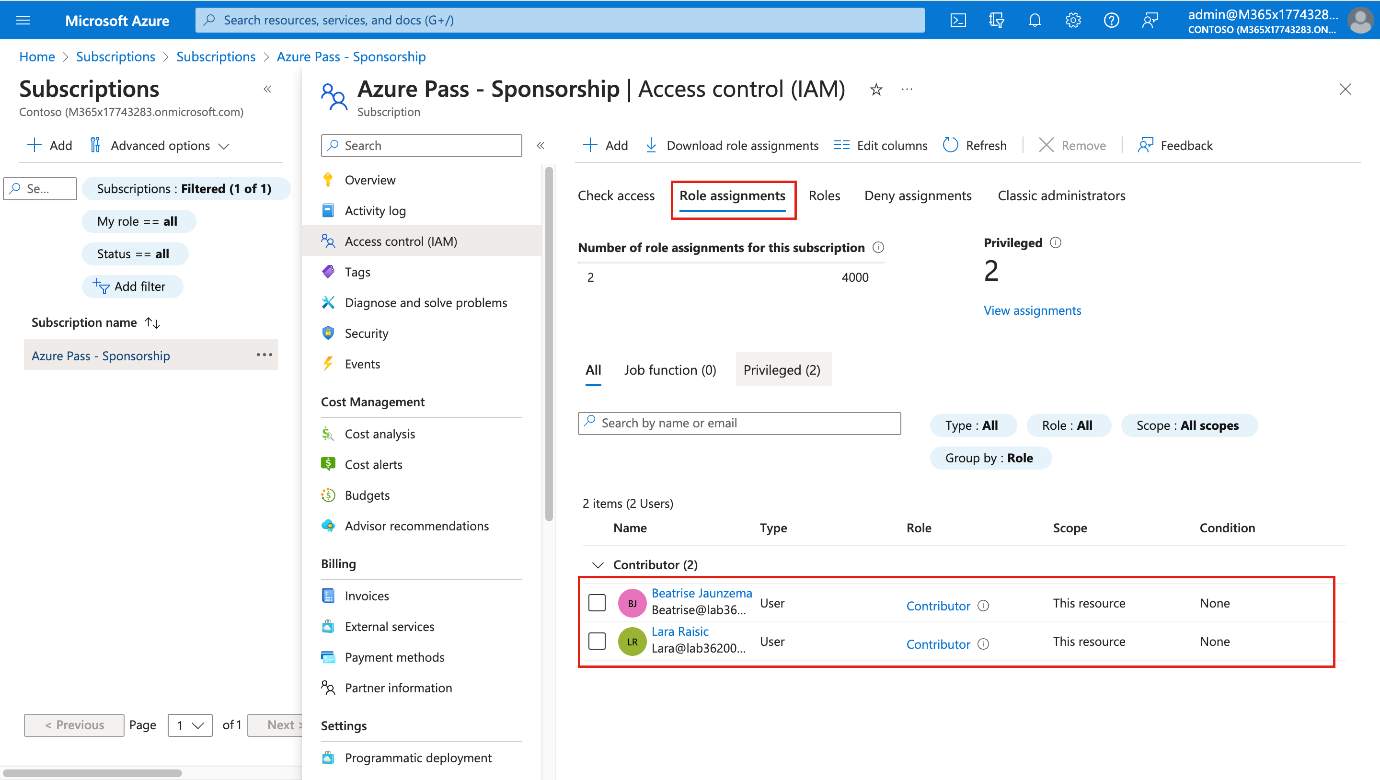 Microsoft Azure
Search resources, services, and docs (G+/)
admin@M365x1774328...
CONTOSO (M365X17743283.ON...
Home > Subscriptions > Subscriptions > Azure Pass - Sponsorship
Subscriptions
«
Contoso (M365x17743283.onmicrosoft.com)
Add
Advanced options
Se...
Subscriptions : Filtered (1 of 1)
My role == all
Status == all
Add filter
Subscription name
Azure Pass - Sponsorship
...
< Previous
Page
1
of 1
Next >
Azure Pass - Sponsorship | Access control (IAM)
...
Subscription
Search
«
Overview
Activity log
Access control (IAM)
Tags
Diagnose and solve problems
Security
Events
Cost Management
Cost analysis
Cost alerts
Budgets
Advisor recommendations
Billing
Invoices
External services
Payment methods
Partner information
Settings
Programmatic deployment
Add
Download role assignments
Edit columns
Refresh
Remove
Feedback
Check access
Role assignments
Roles
Deny assignments
Classic administrators
Number of role assignments for this subscription
2
4000
Privileged
2
View assignments
All
Job function (0)
Privileged (2)
Search by name or email
Type : All
Role : All
Scope : All scopes
Group by : Role
2 items (2 Users)
Name Type Role Scope Condition
Contributor (2)
BJ
Beatrise Jaunzema
Beatrise@lab36...
User Contributor This resource None
LR
Lara Raisic
Lara@lab36200...
User Contributor This resource None